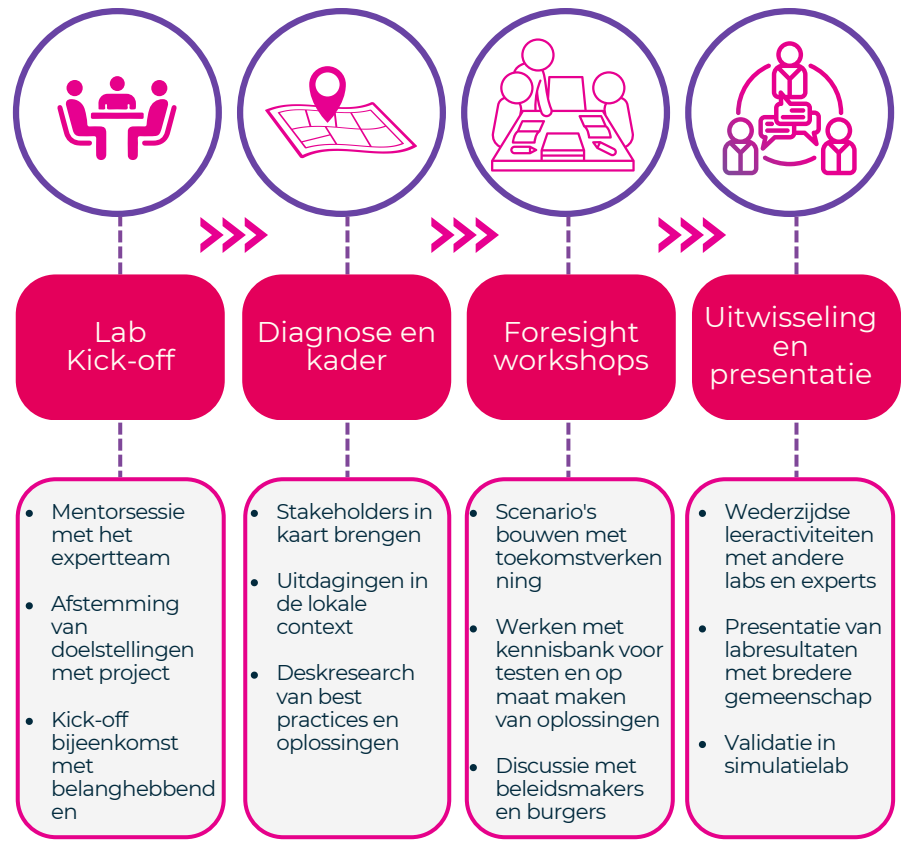 Lab
Kick-off
Diagnose en
kader
Foresight
workshops
Uitwisseling
en
presentatie
Mentorsessie
met het
expertteam
Afstemming
van
doelstellingen
met project
Kick-off
bijeenkomst
met
belanghebbend
en
Stakeholders in
kaart brengen
Uitdagingen in
de lokale
context
Deskresearch
van best
practices en
oplossingen
Scenario's
bouwen met
toekomstverken
ning
Werken met
kennisbank voor
testen en op
maat maken
van oplossingen
Discussie met
beleidsmakers
en burgers
Wederzijdse
leeractiviteiten
met andere
labs en experts
Presentatie van
labresultaten
met bredere
gemeenschap
Validatie in
simulatielab